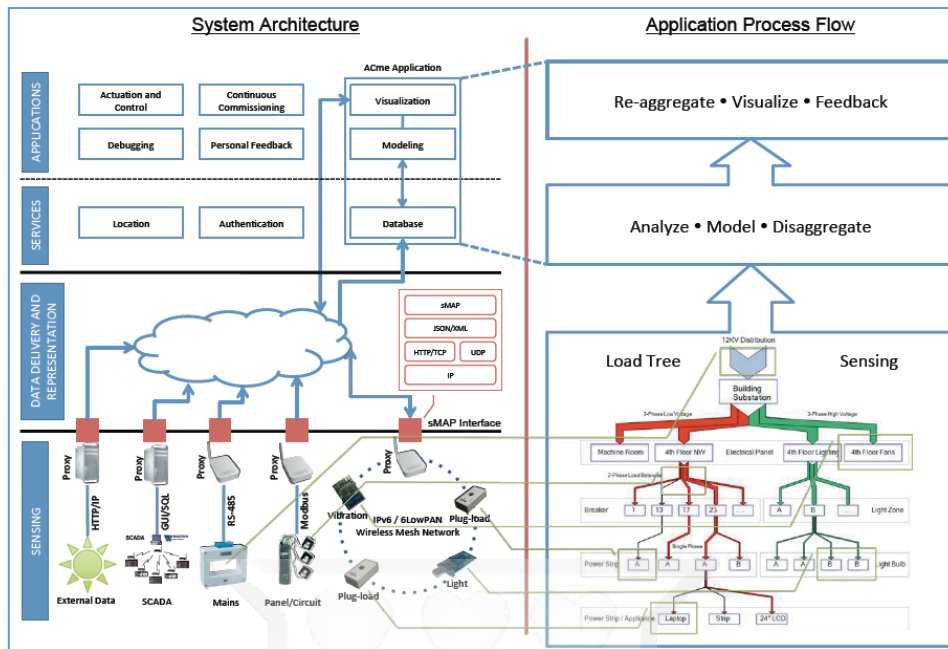 System Architecture
Application Process Flow
APPLICATIONS
Actuation and
Control
Continuous
Commissioning
Debugging
Personal Feedback
ACme Application
Visualization
Modeling
Re-aggregate • Visualize • Feedback
SERVICES
Location
Authentication
Database
Analyze • Model • Disaggregate
DATA DELIVERY AND
REPRESENTATION
sMAP
JSON/XML
HTTP/TCP
UDP
IP
sMAP Interface
SENSING
Proxy
HTTP/IP
External Data
Proxy
GUI/SQL
SCADA
SCADA
Proxy
RS-485
Mains
Proxy
Modbus
Panel/Circuit
Proxy
Vibration
IPv6 / 6LowPAN
Wireless Mesh Network
Plug-load
Plug-load
Light
Load Tree
Sensing
12KV Distribution
Building
Substation
3-Phase Low Voltage
3-Phase High Voltage
Machine Room
4th Floor NW
Electrical Panel
4th Floor Lighting
4th Floor Fans
Breaker
1
13
17
23
...
A
B
...
Light Zone
Single Phase
Power Strip
A
A
A
B
A
A
B
B
Light Bulb
Power Strip / Appliance
Laptop
Strip
24" LCD